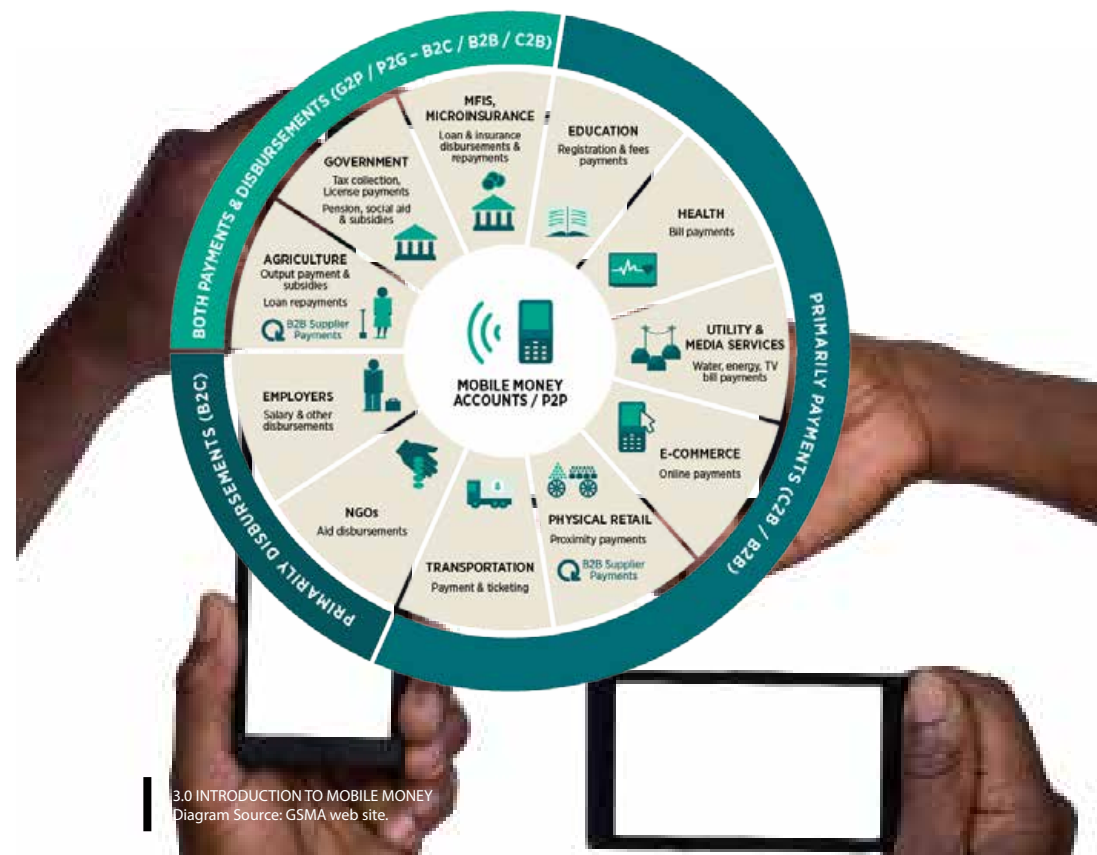 BOTH PAYMENTS & DISBURSEMENTS (G2P / P2G – B2C / B2B / C2B)
MFIS,
MICROINSURANCE
Loan & insurance
disbursements &
repayments
EDUCATION
Registration & fees
payments
GOVERNMENT
Tax collection,
License payments
Pension, social aid
& subsidies
HEALTH
Bill payments
AGRICULTURE
Output payment &
subsidies
Loan repayments
B2B Supplier
Payments
UTILITY &
MEDIA SERVICES
Water, energy, TV
bill payments
PRIMARILY PAYMENTS (C2B / B2B)
MOBILE MONEY
ACCOUNTS / P2P
EMPLOYERS
Salary & other
disbursements
E-COMMERCE
Online payments
PRIMARILY DISBURSEMENTS (B2C)
NGOs
Aid disbursements
PHYSICAL RETAIL
Proximity payments
B2B Supplier
Payments
TRANSPORTATION
Payment & ticketing
3.0 INTRODUCTION TO MOBILE MONEY
Diagram Source: GSMA web site.